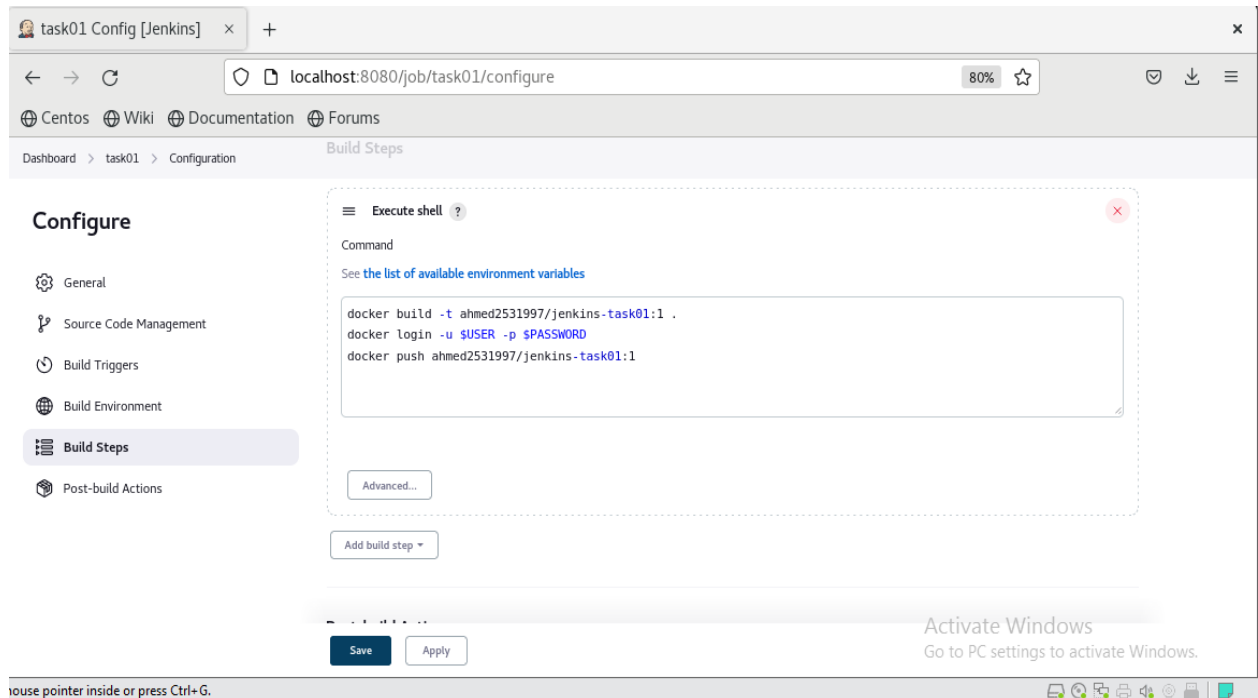 task01 Config [Jenkins]
localhost:8080/job/task01/configure
80%
Centos Wiki Documentation Forums
Dashboard > task01 > Configuration
Build Steps
Configure
General
Source Code Management
Build Triggers
Build Environment
Build Steps
Post-build Actions
Execute shell ?
Command
See the list of available environment variables
docker build -t ahmed2531997/jenkins-task01:1 .
docker login -u $USER -p $PASSWORD
docker push ahmed2531997/jenkins-task01:1
Advanced...
Add build step
Save
Apply
Activate Windows
Go to PC settings to activate Windows.
pointer inside or press Ctrl+G.